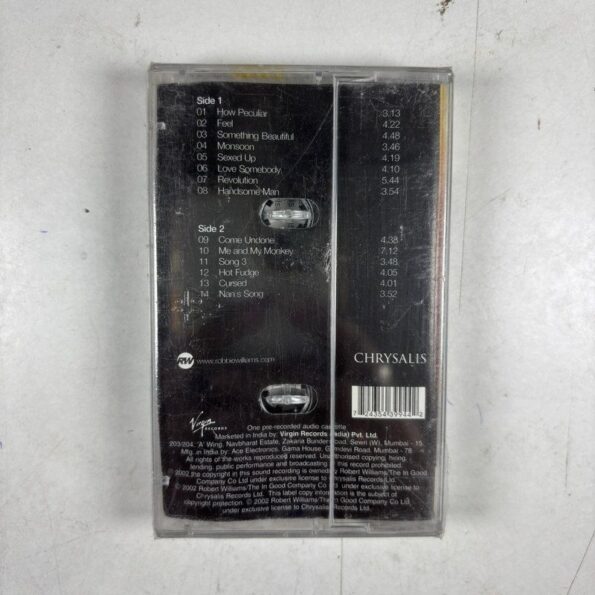 Side 1
01 How Peculiar 3.13
02 Feel 4.22
03 Something Beautiful 4.48
04 Monsoon 3.46
05 Sexed Up 4.19
06 Love Somebody 4.10
07 Revolution 5.44
08 Handsome Man 3.54
Side 2
09 Come Undone 4.38
10 Me and My Monkey 7.12
11 Song 3 3.48
12 Hot Fudge 4.05
13 Cursed 4.01
14 Nan's Song 3.52
RW www.robbiewilliams.com CHRYSALIS
7 24354 39944 2
Virgin RECORDS
One pre-recorded audio cassette
Marketed in India by: Virgin Records (India) Pvt. Ltd.
203/204, 'A' Wing, Navbharat Estate, Zakaria Bunder Road, Sewri (W), Mumbai - 15.
Mfg. in India by: Ace Electronics, Gama House, Road, Mumbai - 78
All rights of the work reproduced reserved. Unauthorised copying, hiring,
lending, public performance and broadcasting of this record prohibited.
2002 the copyright in this sound recording is owned by Robert Williams/The In Good
Company Co Ltd under exclusive license to Chrysalis Records Ltd.
© 2002 Robert Williams/The In Good Company Co Ltd under exclusive license to
Chrysalis Records Ltd. This label copy information is the subject of
copyright protection. © 2002 Robert Williams/The In Good Company Co Ltd
under exclusive license to Chrysalis Records Ltd.